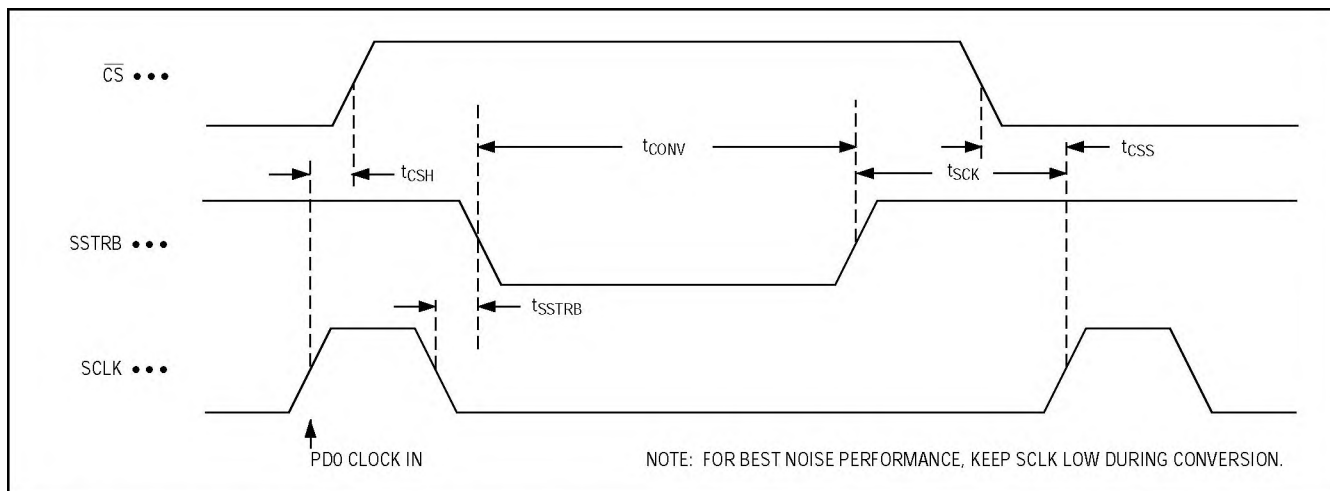 C̅S̅ •••
tCONV
tCSS
tCSH
tSCK
SSTRB •••
tSSTRB
SCLK •••
PD0 CLOCK IN
NOTE: FOR BEST NOISE PERFORMANCE, KEEP SCLK LOW DURING CONVERSION.